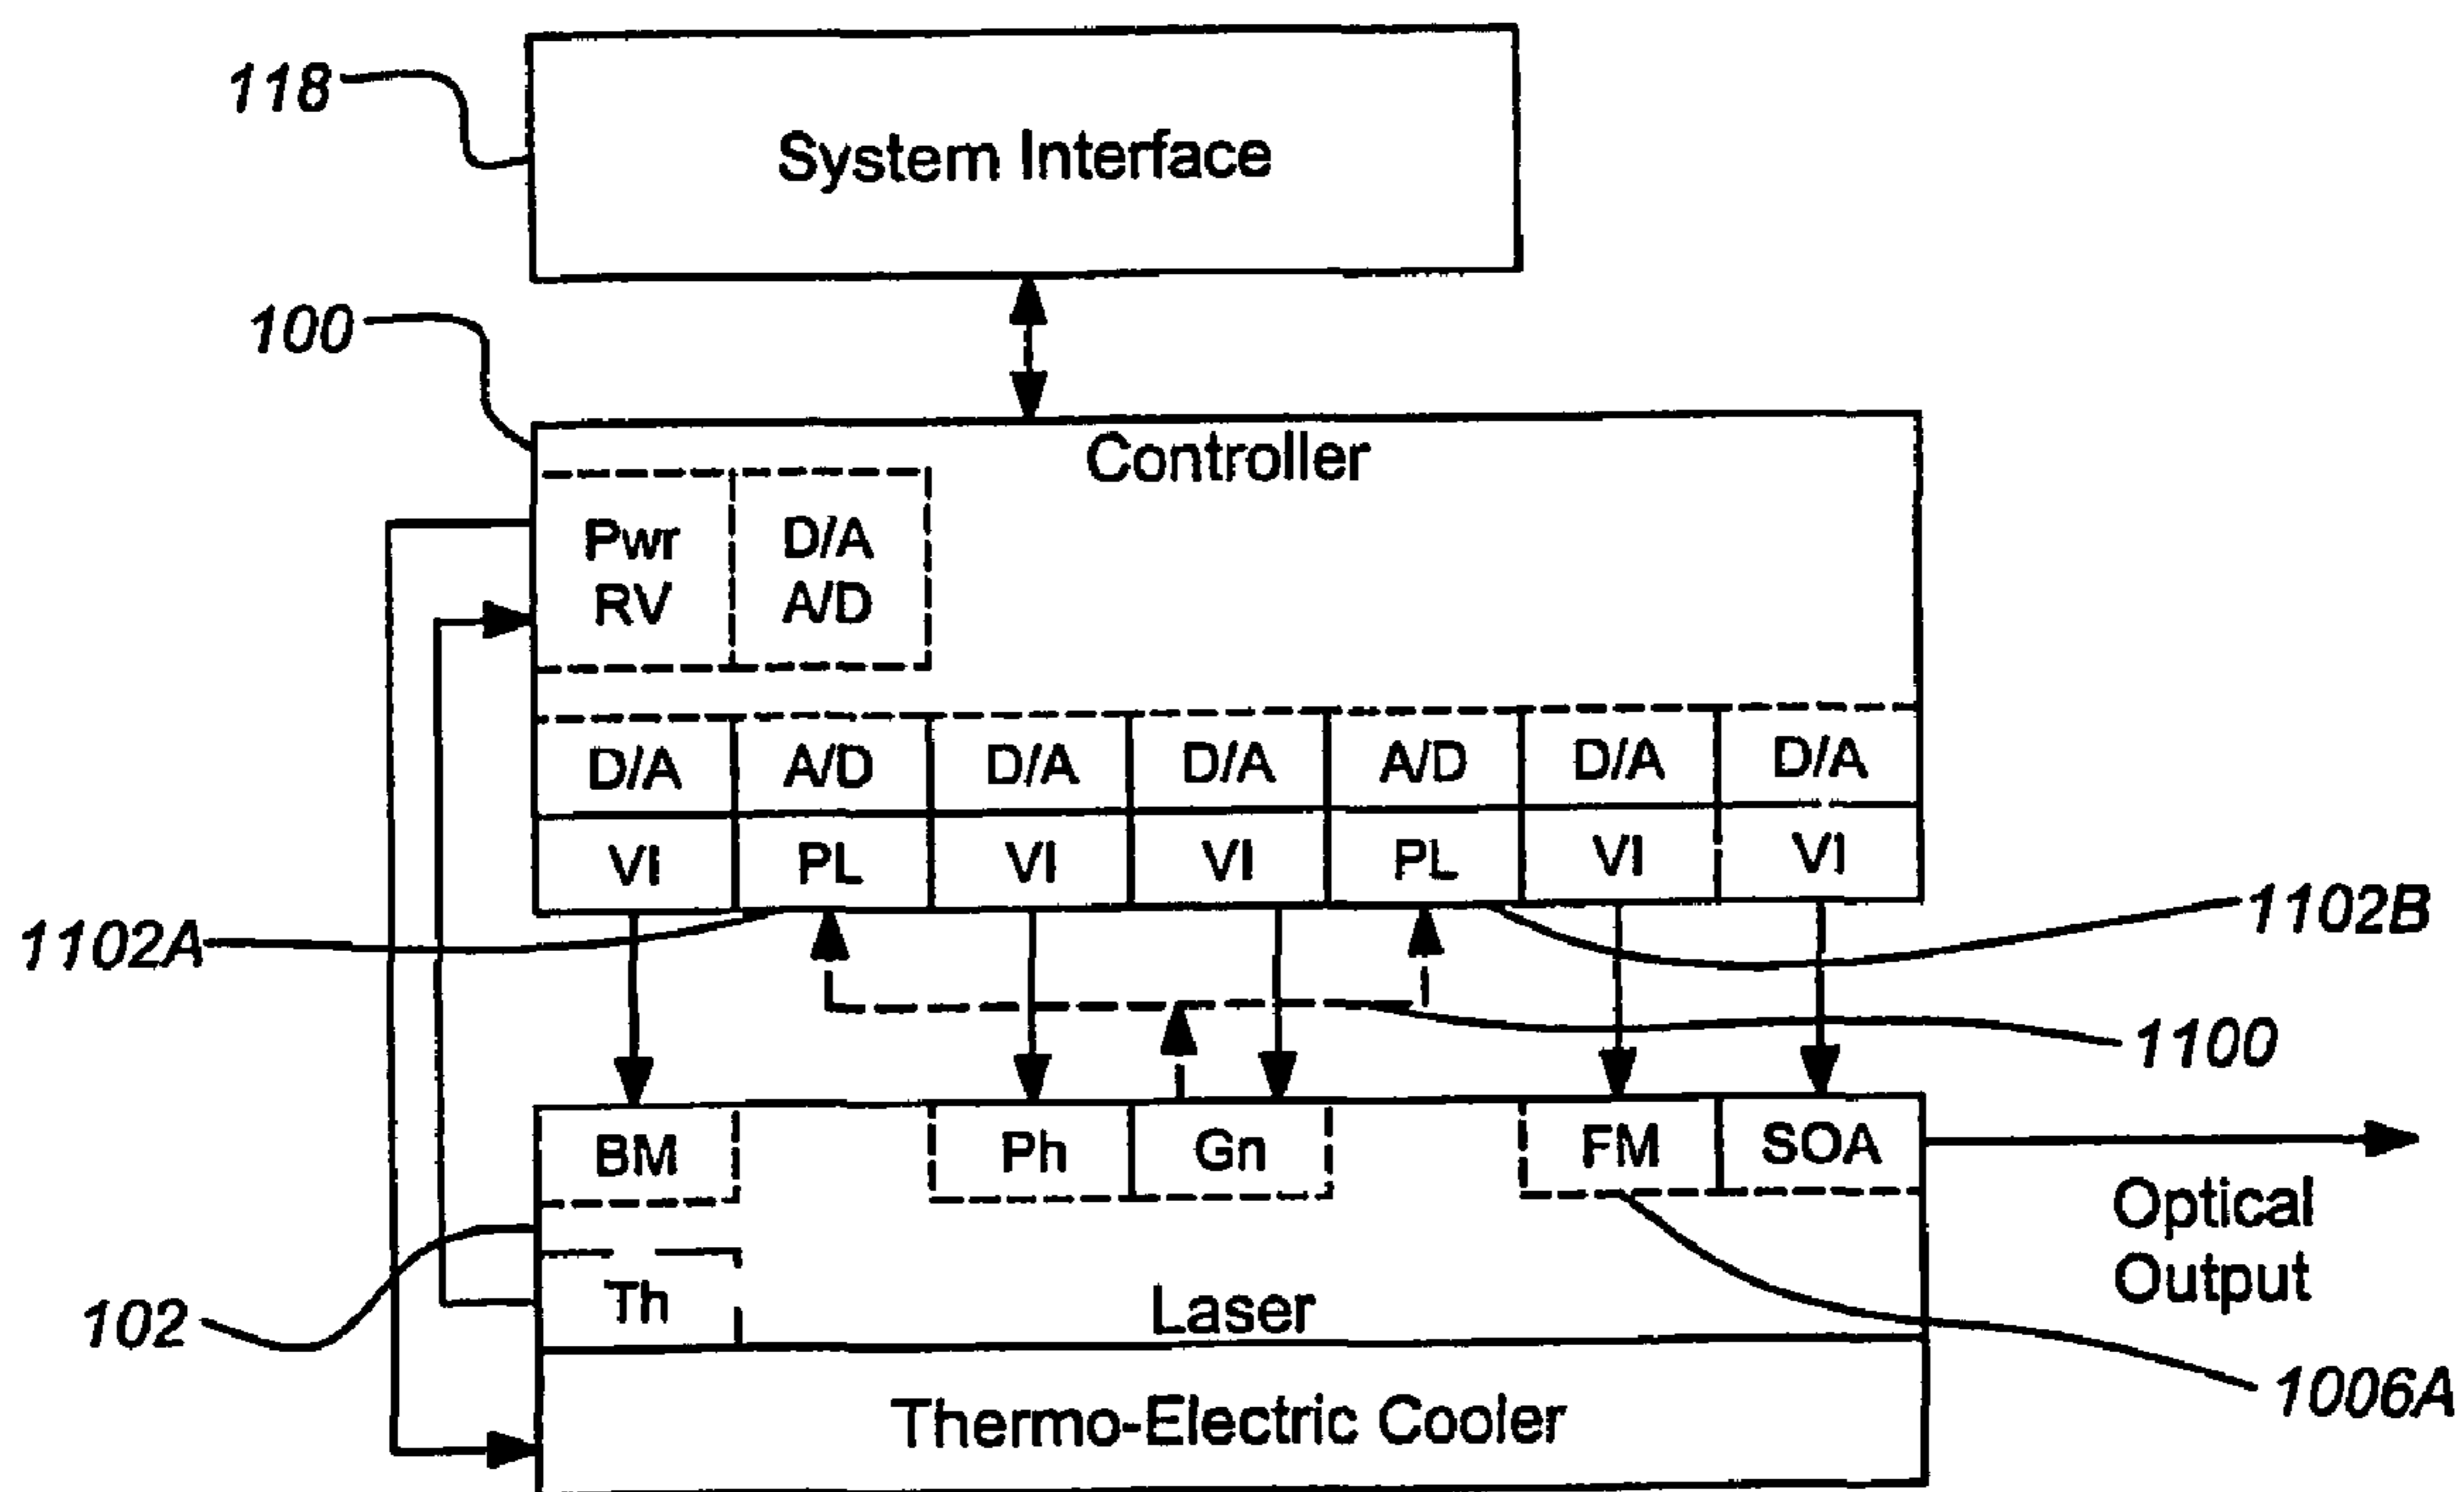 118
System Interface
100
Controller
Pwr D/A
RV A/D
D/A A/D D/A D/A A/D D/A D/A
VI PL VI VI PL VI VI
1102A
1102B
1100
BM Ph Gn FM SOA
Optical
Output
102
Th
Laser
1006A
Thermo-Electric Cooler